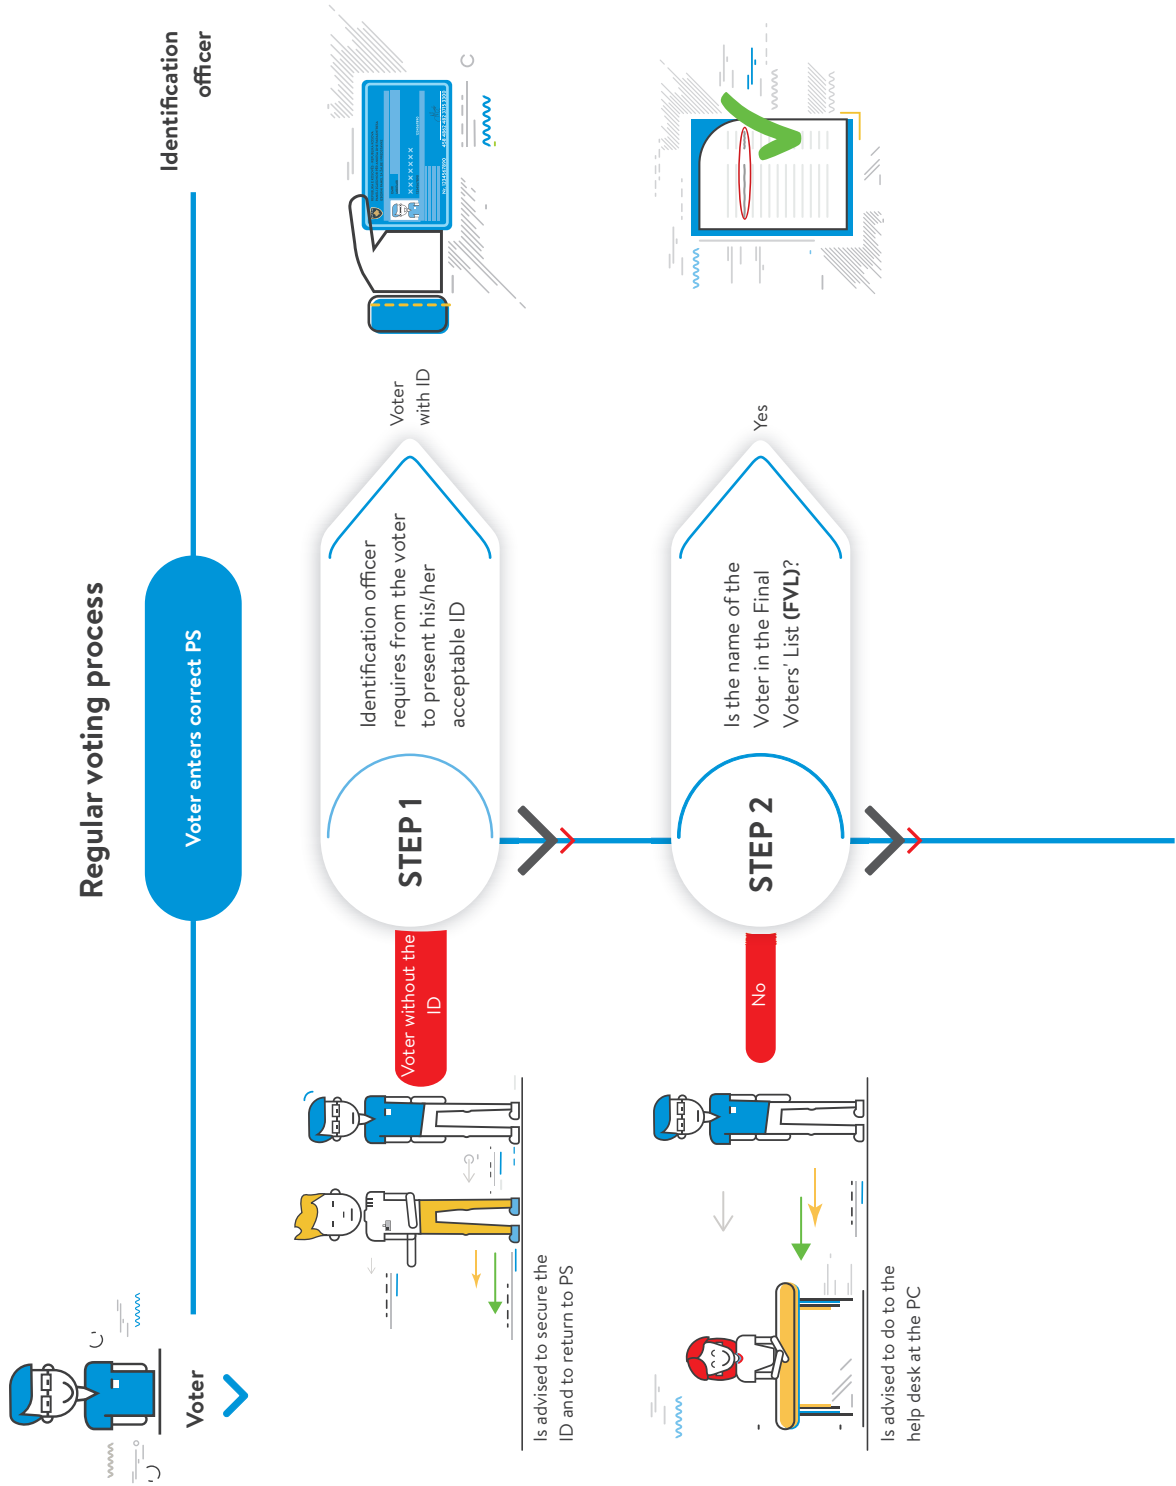 Regular voting process
Voter
Voter enters correct PS
Identification
officer
Voter without the
ID
STEP 1
Identification officer
requires from the voter
to present his/her
acceptable ID
Voter
with ID
Is advised to secure the
ID and to return to PS
No
STEP 2
Is the name of the
Voter in the Final
Voters' List (FVL)?
Yes
Is advised to do to the
help desk at the PC